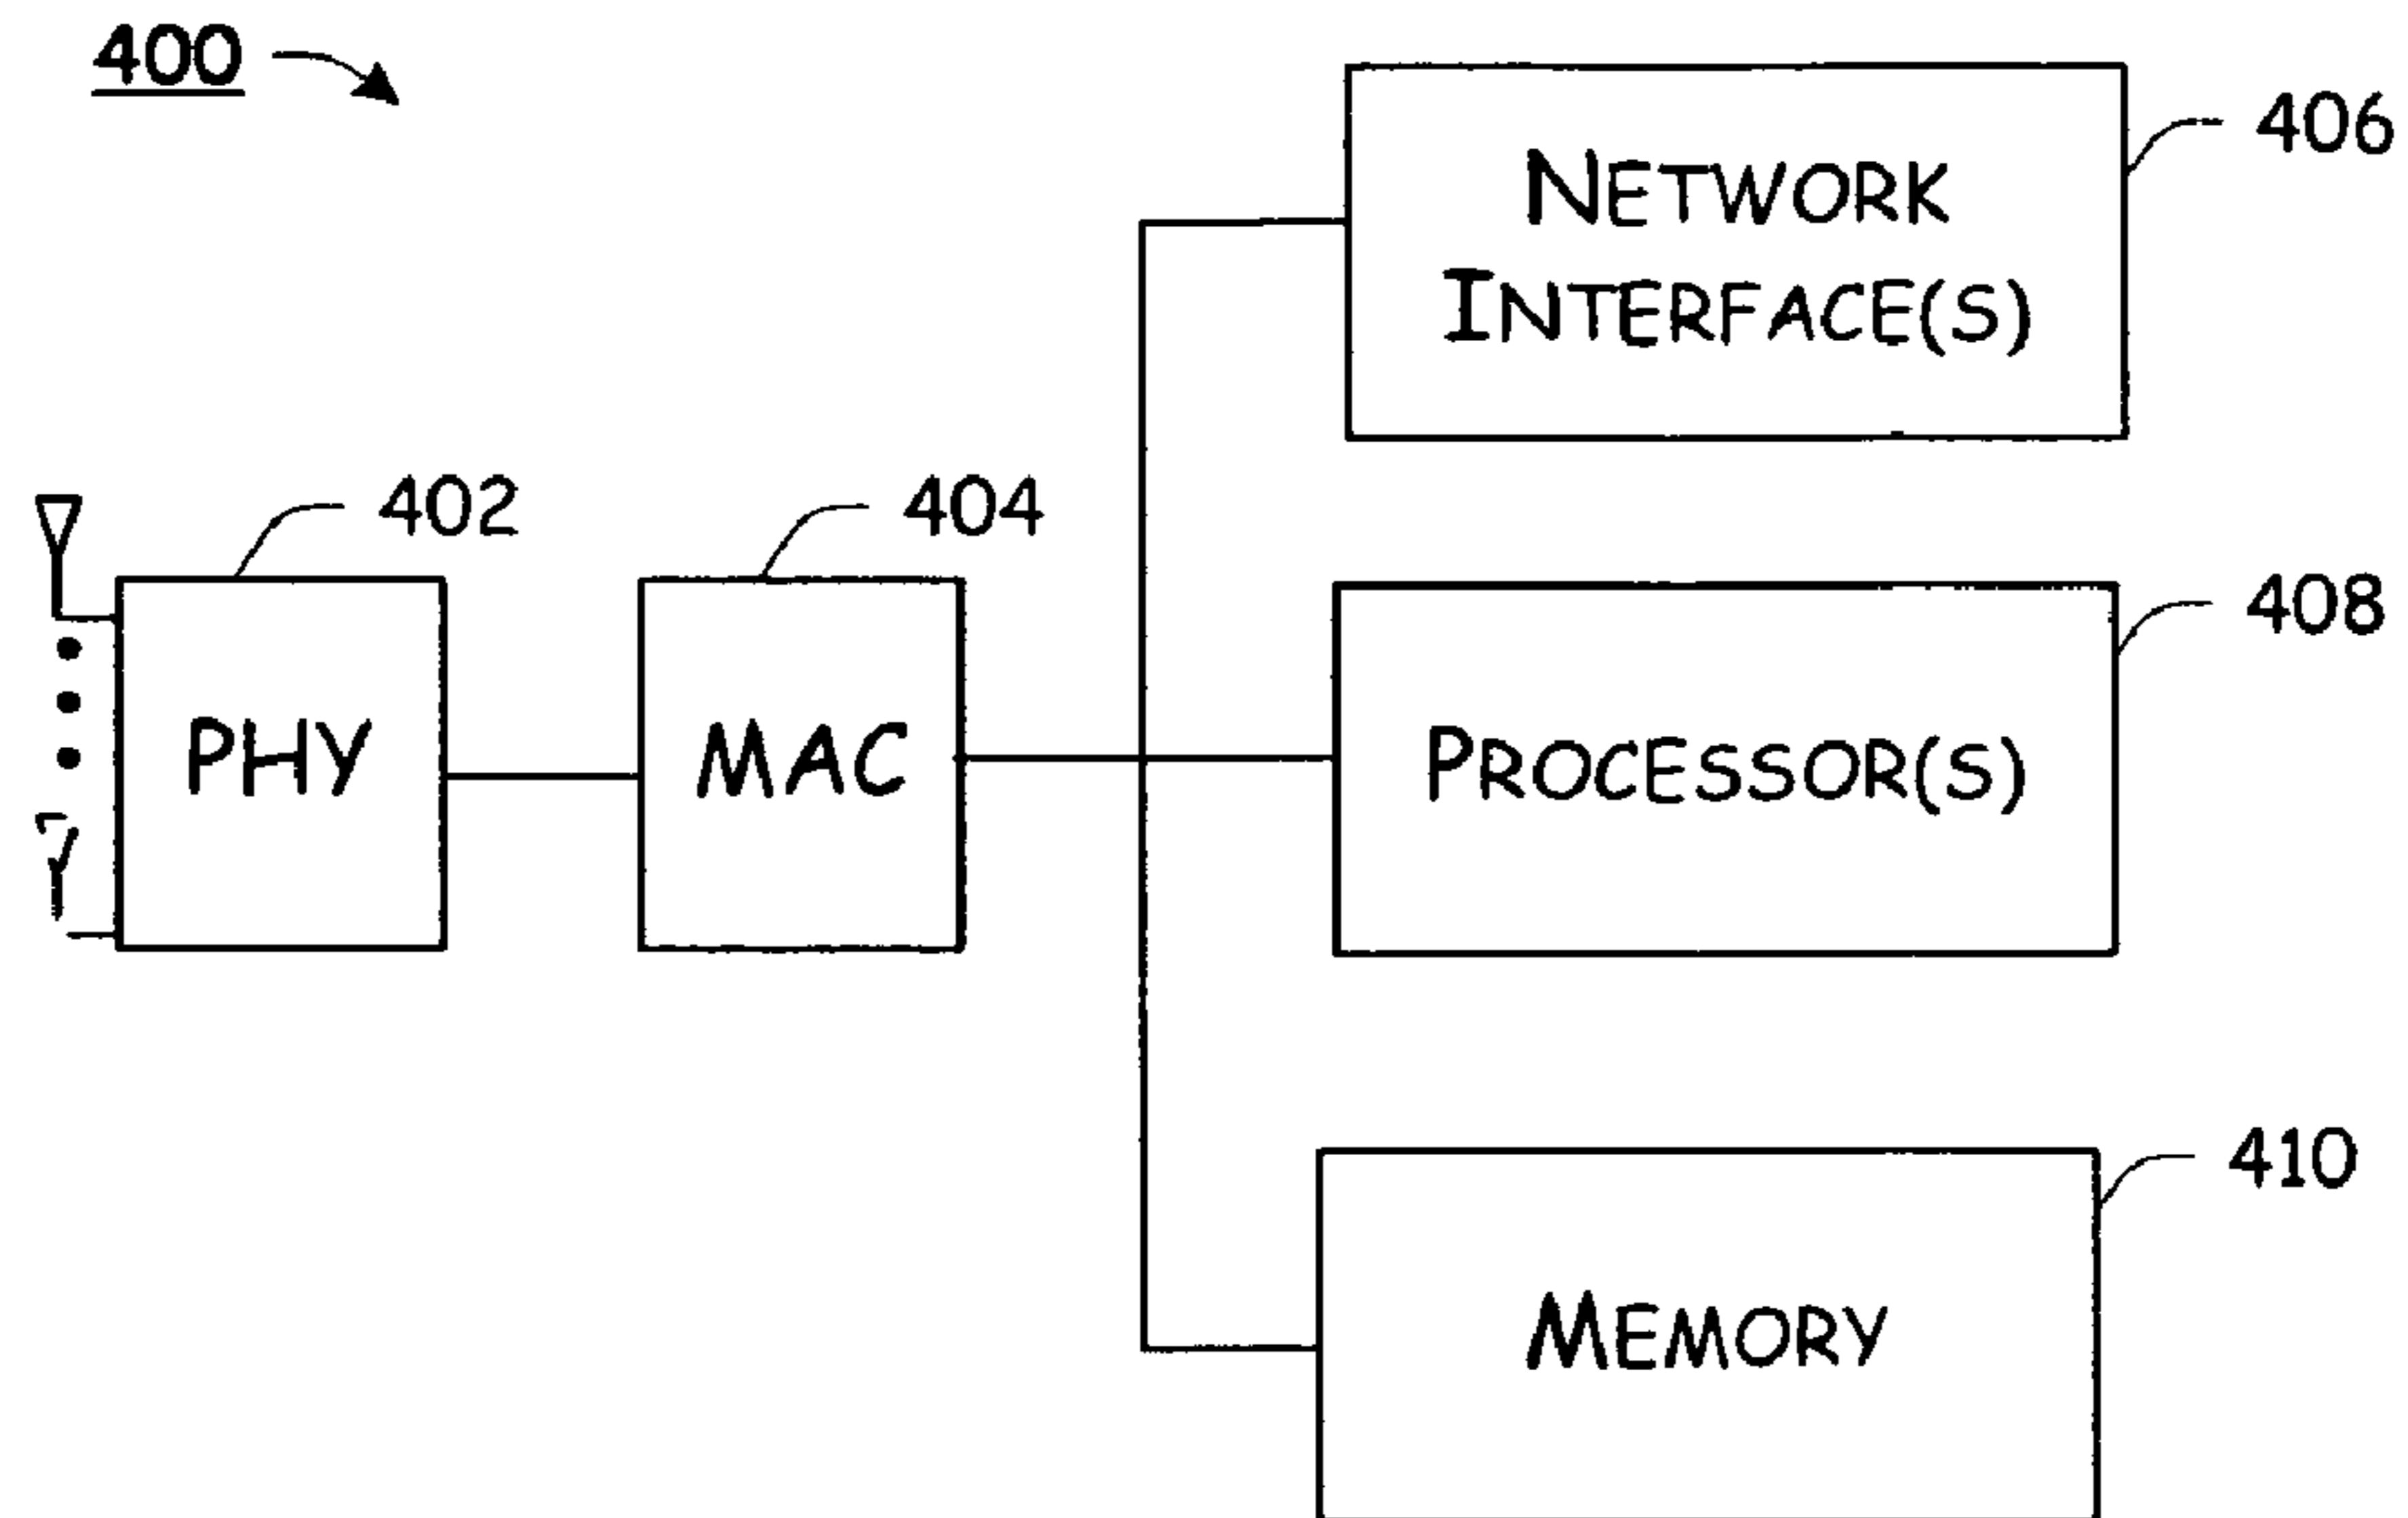 400
NETWORK
INTERFACE(S)
406
402
404
PHY
MAC
PROCESSOR(S)
408
MEMORY
410